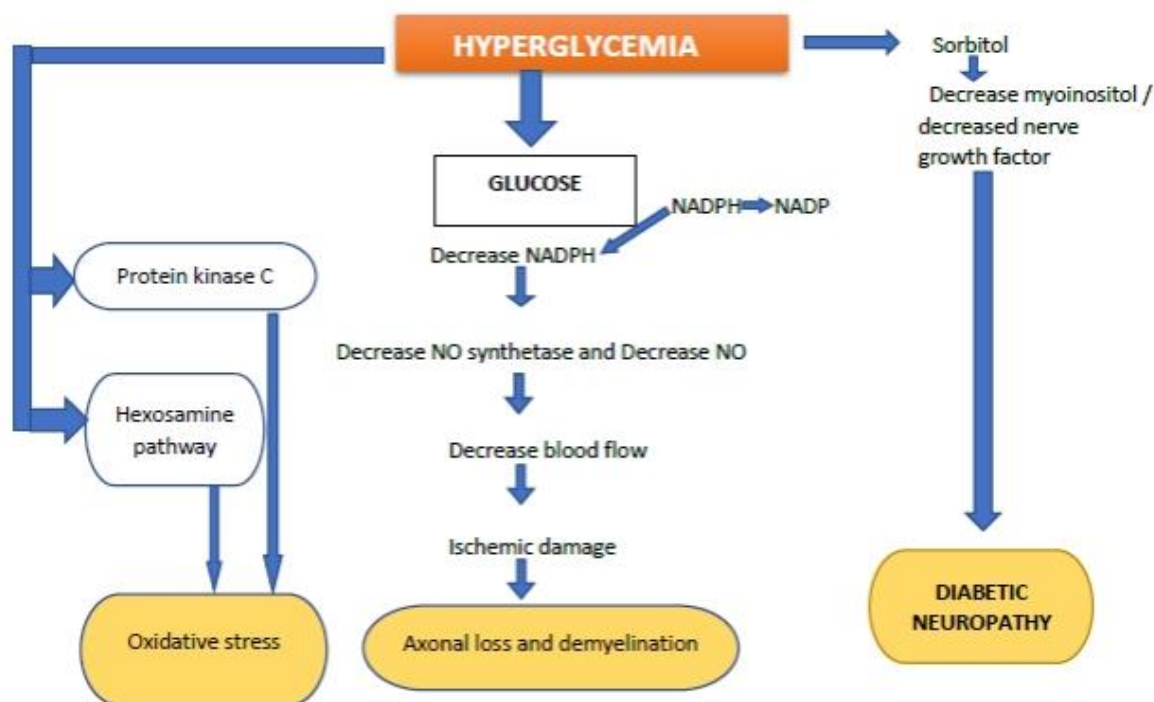 HYPERGLYCEMIA
Sorbitol
Decrease myoinositol /
decreased nerve
growth factor
GLUCOSE
NADPH
NADP
Decrease NADPH
Protein kinase C
Decrease NO synthetase and Decrease NO
Hexosamine
pathway
Decrease blood flow
Ischemic damage
DIABETIC
NEUROPATHY
Oxidative stress
Axonal loss and demyelination